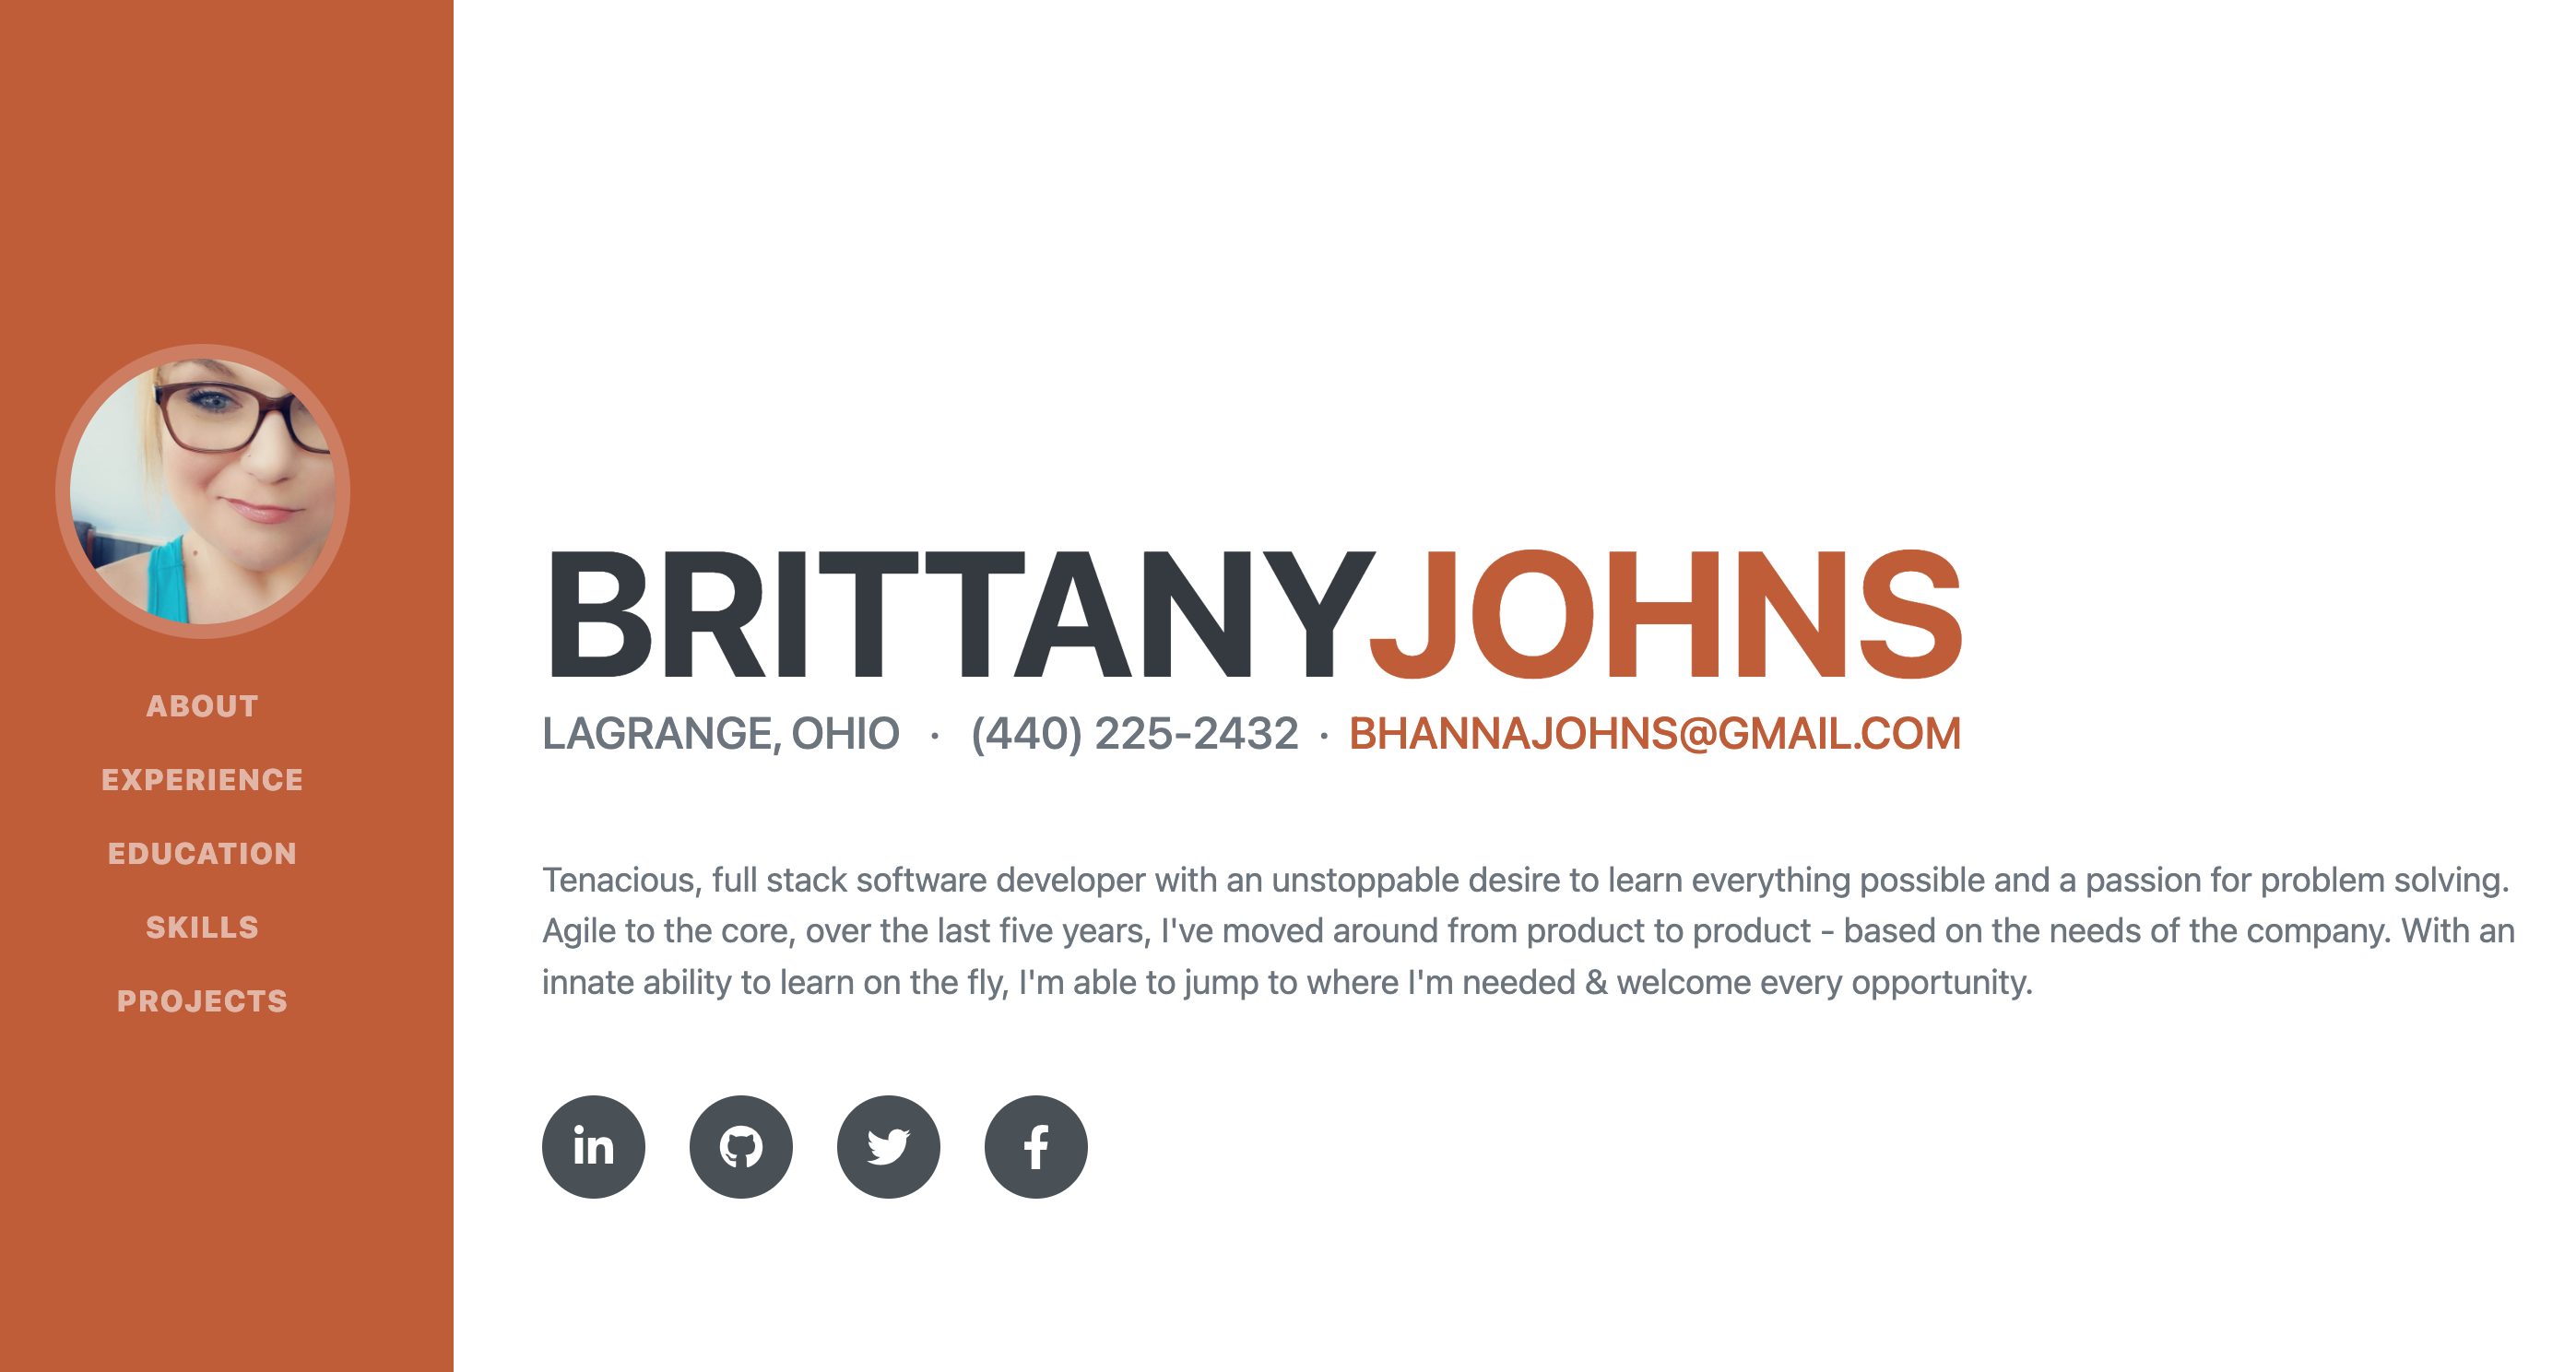 ABOUT
EXPERIENCE
EDUCATION
SKILLS
PROJECTS
BRITTANYJOHNS
LAGRANGE, OHIO · (440) 225-2432 · BHANNAJOHNS@GMAIL.COM
Tenacious, full stack software developer with an unstoppable desire to learn everything possible and a passion for problem solving.
Agile to the core, over the last five years, I've moved around from product to product - based on the needs of the company. With an
innate ability to learn on the fly, I'm able to jump to where I'm needed & welcome every opportunity.
in
f